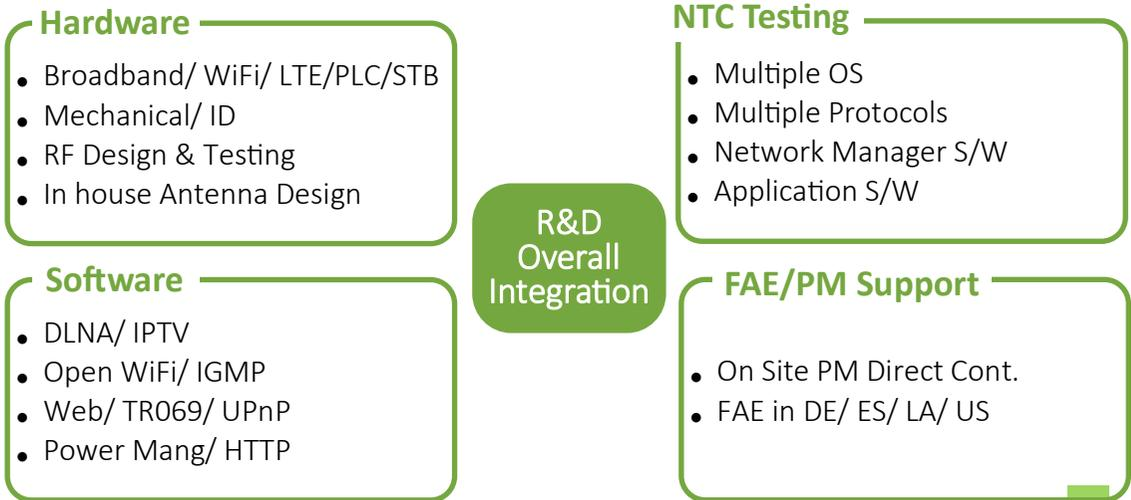 Hardware
• Broadband/ WiFi/ LTE/PLC/STB
• Mechanical/ ID
• RF Design & Testing
• In house Antenna Design
NTC Testing
• Multiple OS
• Multiple Protocols
• Network Manager S/W
• Application S/W
R&D
Overall
Integration
Software
• DLNA/ IPTV
• Open WiFi/ IGMP
• Web/ TR069/ UPnP
• Power Mang/ HTTP
FAE/PM Support
• On Site PM Direct Cont.
• FAE in DE/ ES/ LA/ US